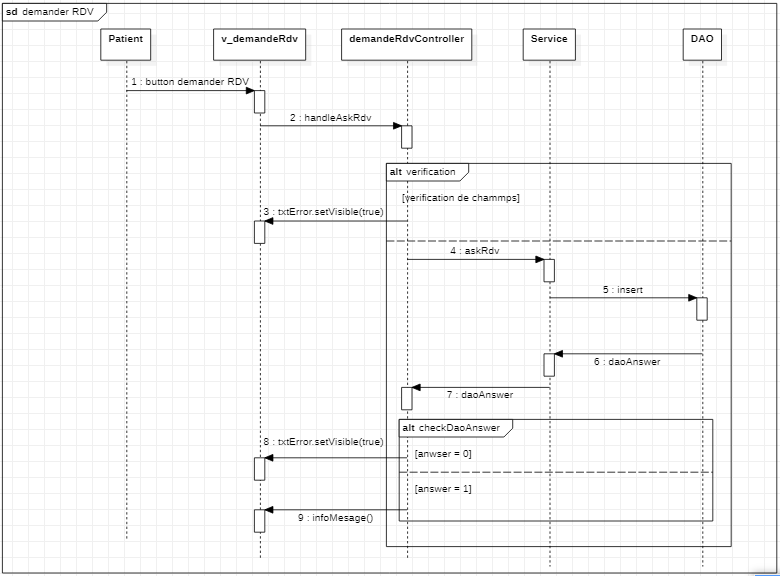 sd demander RDV
Patient
v_demandeRdv
demandeRdvController
Service
DAO
1 : button demander RDV
2 : handleAskRdv
alt verification
[verification de chammps]
3 : txtError.setVisible(true)
4 : askRdv
5 : insert
6 : daoAnswer
7 : daoAnswer
alt checkDaoAnswer
8 : txtError.setVisible(true)
[anwser = 0]
[answer = 1]
9 : infoMesage()